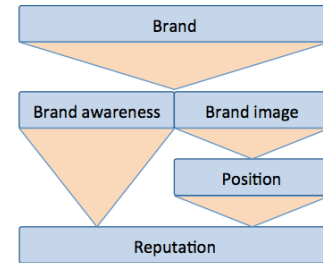 Brand
Brand awareness
Brand image
Position
Reputation